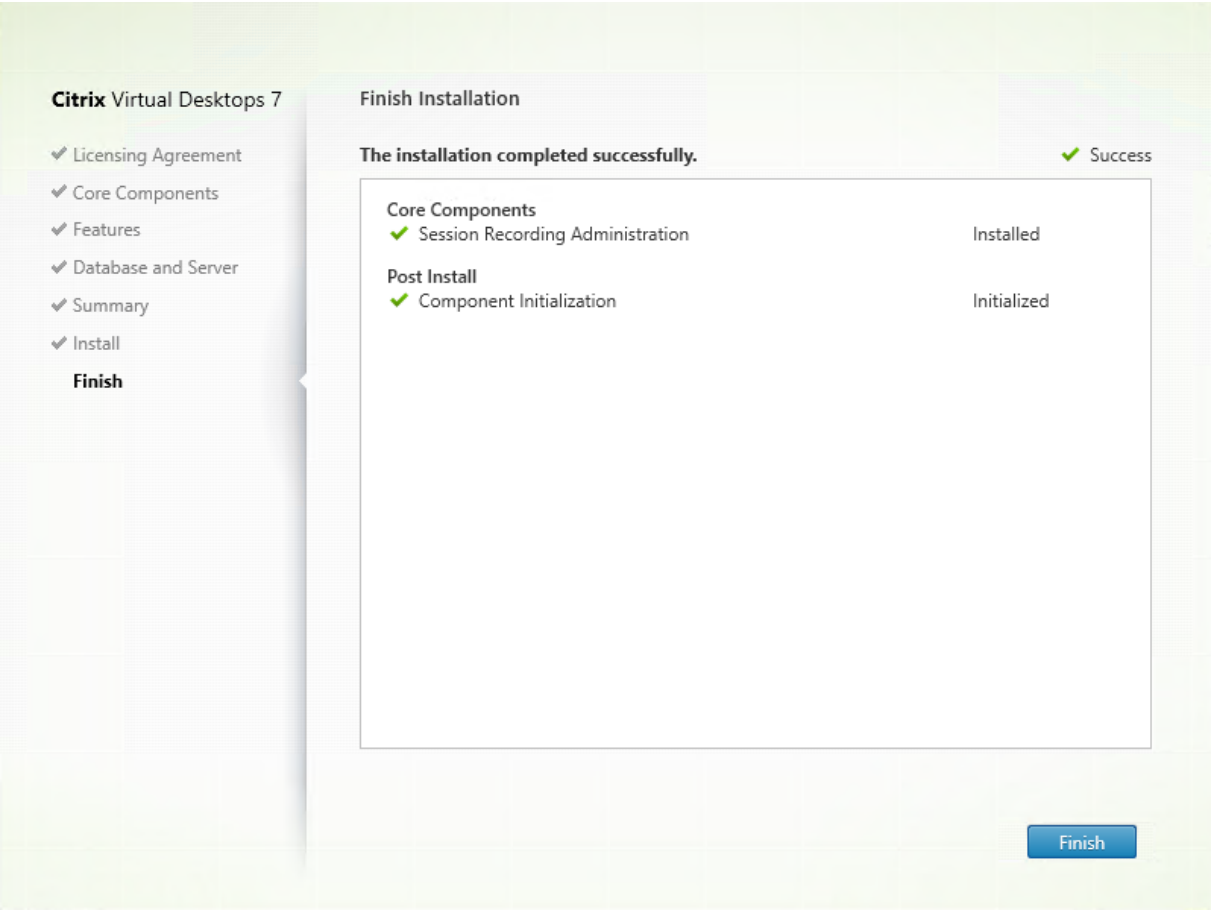 Citrix Virtual Desktops 7
Licensing Agreement
Core Components
Features
Database and Server
Summary
Install
Finish
Finish Installation
The installation completed successfully.
Success
Core Components
Session Recording Administration Installed
Post Install
Component Initialization Initialized
Finish